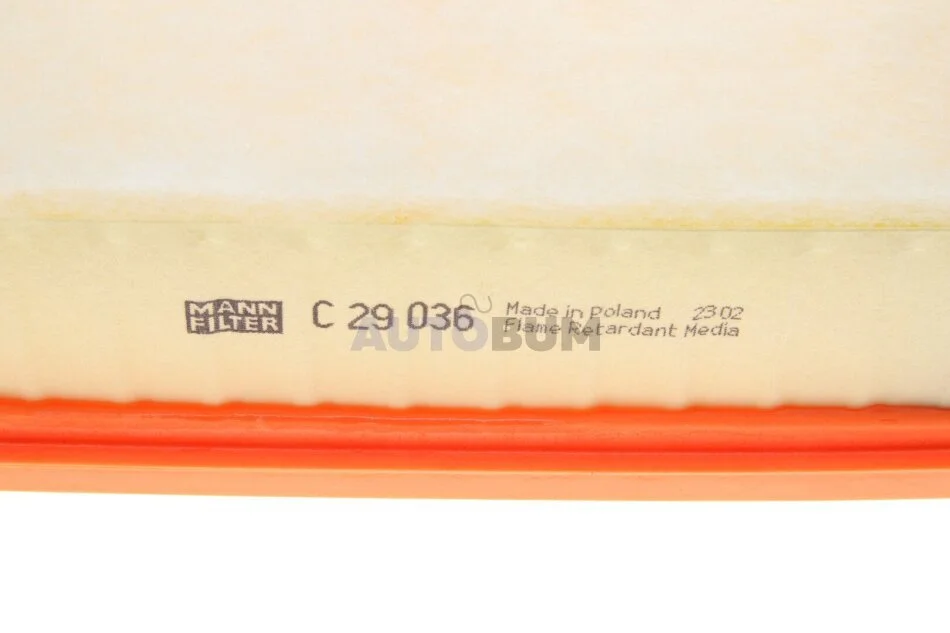 MANN
FILTER
C 29 036
Made in Poland 23 02
Flame Retardant Media
AUTOBUM